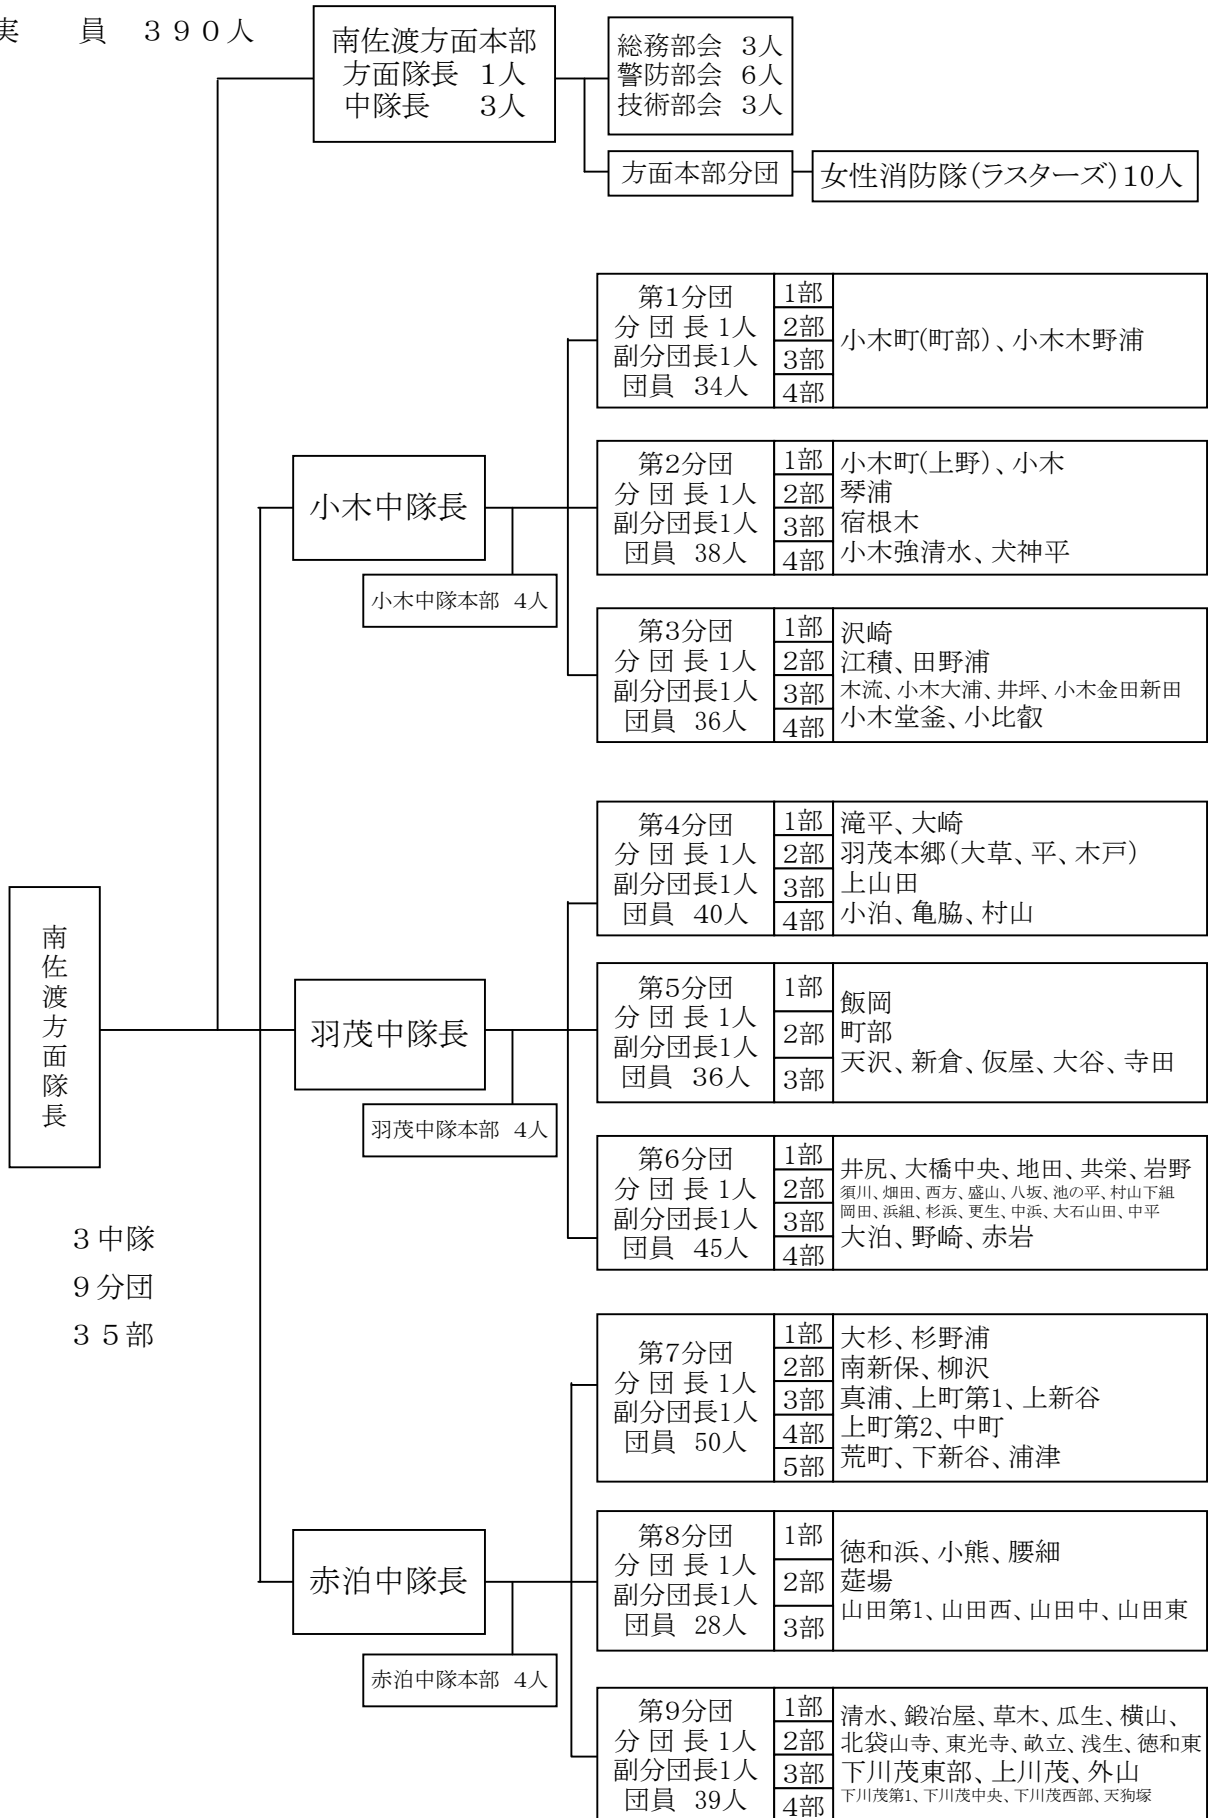 実　員　３９０人
南佐渡方面本部
方面隊長　1人
中隊長　3人
総務部会　3人
警防部会　6人
技術部会　3人
方面本部分団
女性消防隊（ラスターズ）10人
第1分団
分 団 長 1人
副分団長1人
団員　34人
1部
2部
3部
4部
小木町(町部)、小木木野浦
小木中隊長
小木中隊本部　4人
第2分団
分 団 長 1人
副分団長1人
団員　38人
1部
2部
3部
4部
小木町(上野)、小木
琴浦
宿根木
小木強清水、犬神平
第3分団
分 団 長 1人
副分団長1人
団員　36人
1部
2部
3部
4部
沢崎
江積、田野浦
木流、小木大浦、井坪、小木金田新田
小木堂釜、小比叡
南佐渡方面隊長
３中隊
９分団
３５部
第4分団
分 団 長 1人
副分団長1人
団員　40人
1部
2部
3部
4部
滝平、大崎
羽茂本郷（大草、平、木戸）
上山田
小泊、亀脇、村山
羽茂中隊長
羽茂中隊本部　4人
第5分団
分 団 長 1人
副分団長1人
団員　36人
1部
2部
3部
飯岡
町部
天沢、新倉、仮屋、大谷、寺田
第6分団
分 団 長 1人
副分団長1人
団員　45人
1部
2部
3部
4部
井尻、大橋中央、地田、共栄、岩野
須川、畑田、西方、盛山、八坂、池の平、村山下組
岡田、浜組、杉浜、更生、中浜、大石山田、中平
大泊、野崎、赤岩
第7分団
分 団 長 1人
副分団長1人
団員　50人
1部
2部
3部
4部
5部
大杉、杉野浦
南新保、柳沢
真浦、上町第1、上新谷
上町第2、中町
荒町、下新谷、浦津
赤泊中隊長
赤泊中隊本部　4人
第8分団
分 団 長 1人
副分団長1人
団員　28人
1部
2部
3部
徳和浜、小熊、腰細
莚場
山田第1、山田西、山田中、山田東
第9分団
分 団 長 1人
副分団長1人
団員　39人
1部
2部
3部
4部
清水、鍛冶屋、草木、瓜生、横山、
北袋山寺、東光寺、畝立、浅生、徳和東
下川茂東部、上川茂、外山
下川茂第1、下川茂中央、下川茂西部、天狗塚